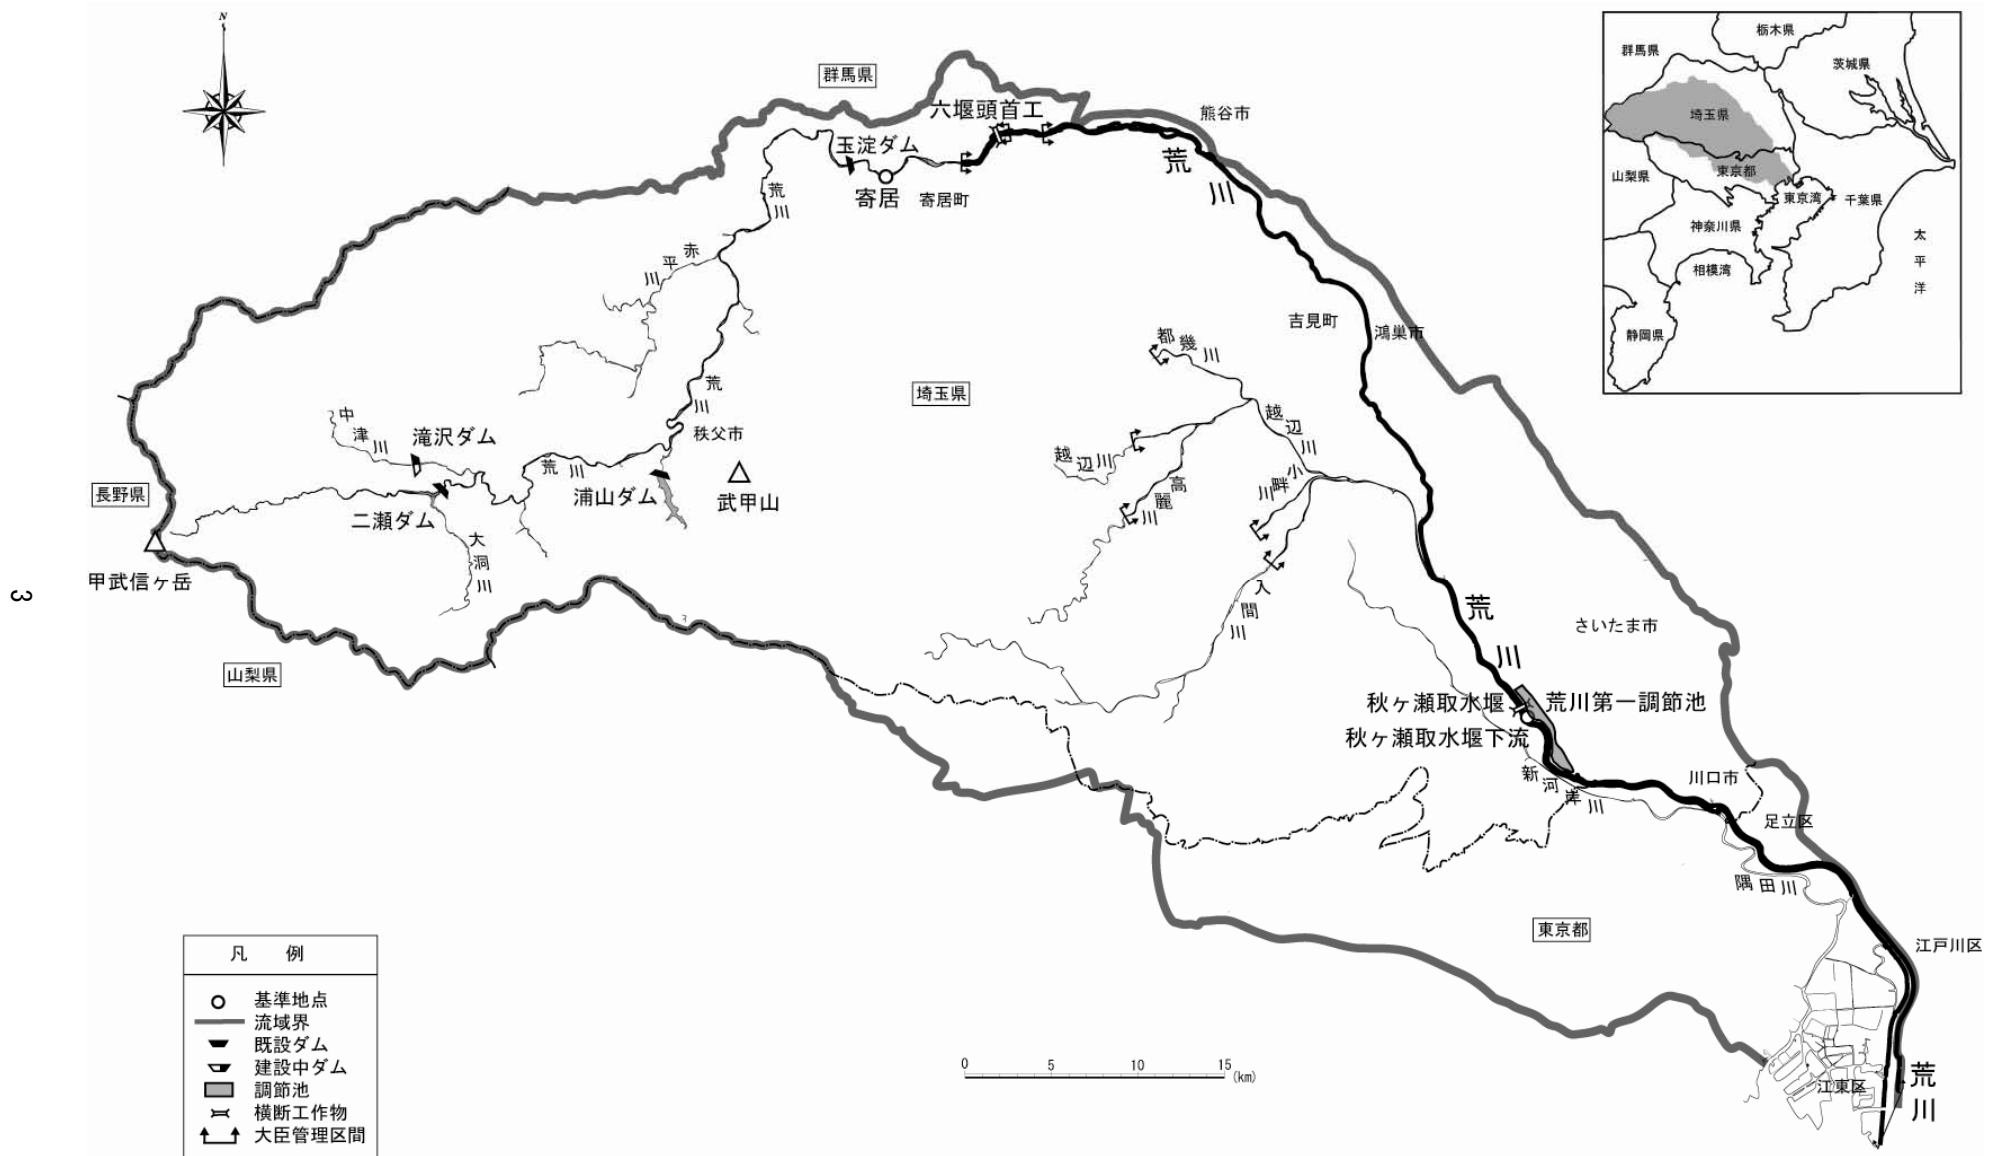 N
群馬県
六堰頭首工
熊谷市
玉淀ダム
荒川
寄居
寄居町
荒川
赤平川
吉見町
鴻巣市
都幾川
荒川
埼玉県
越辺川
秩父市
中津川
滝沢ダム
越辺川
荒川
小畔川
浦山ダム
高麗川
武甲山
長野県
二瀬ダム
大洞川
甲武信ヶ岳
入間川
荒川
さいたま市
山梨県
秋ヶ瀬取水堰
荒川第一調節池
秋ヶ瀬取水堰下流
新河岸川
川口市
足立区
隅田川
東京都
江戸川区
江東区
荒川
凡 例
基準地点
流域界
既設ダム
建設中ダム
調節池
横断工作物
大臣管理区間
0 5 10 15 (km)
栃木県
群馬県
茨城県
埼玉県
山梨県
東京都
東京湾
千葉県
神奈川県
太平洋
相模湾
静岡県
3